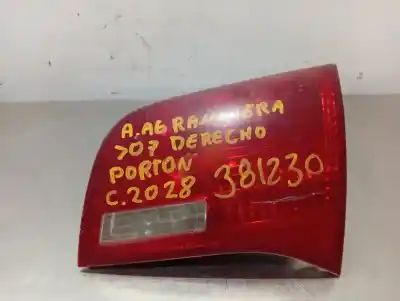 A.A6 RANCHERA
>07 DERECHO
PORTON
C.2028 381230